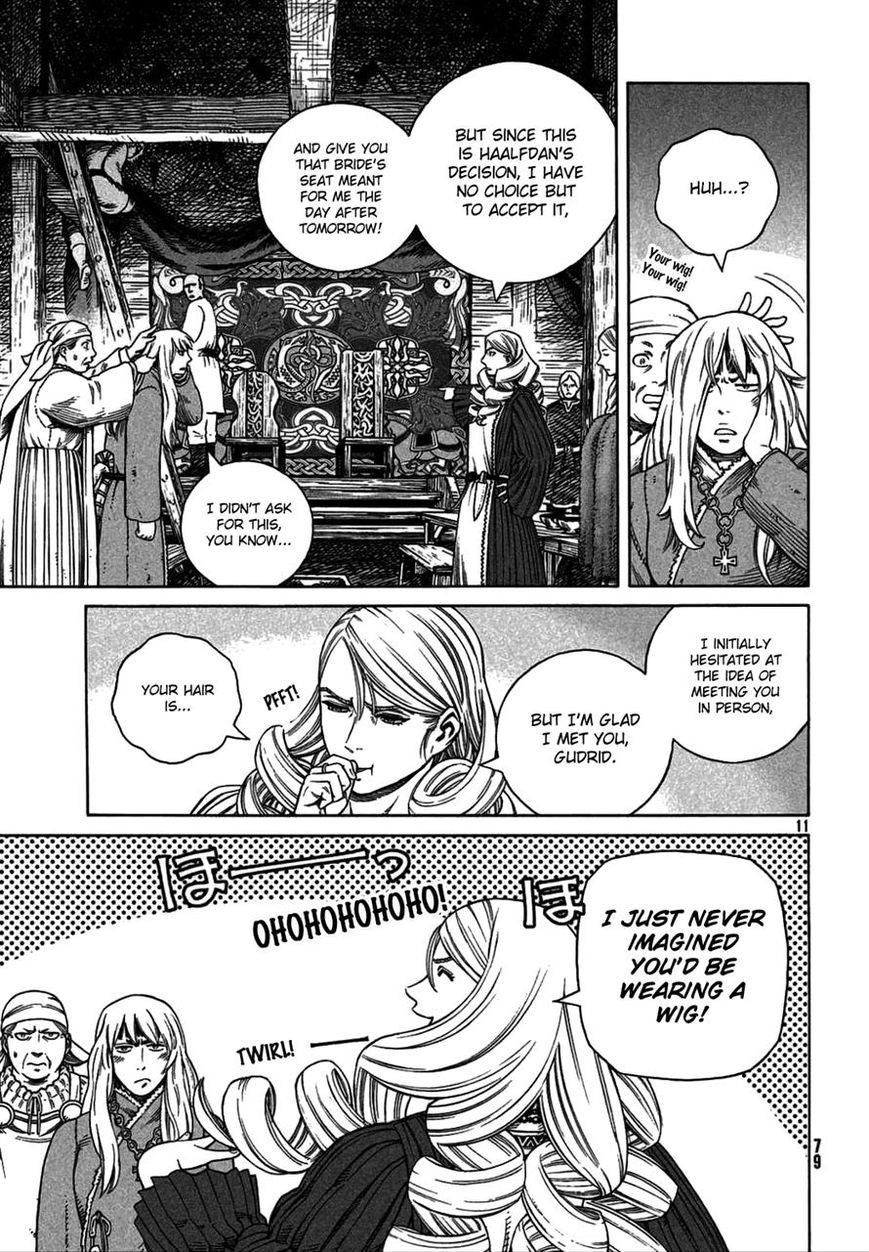 HUH...?
Your wig!
Your wig!
BUT SINCE THIS
IS HAALFDAN'S
DECISION, I HAVE
NO CHOICE BUT
TO ACCEPT IT,
AND GIVE YOU
THAT BRIDE'S
SEAT MEANT
FOR ME THE
DAY AFTER
TOMORROW!
I DIDN'T ASK
FOR THIS,
YOU KNOW...
I INITIALLY
HESITATED AT
THE IDEA OF
MEETING YOU
IN PERSON,
BUT I'M GLAD
I MET YOU,
GUDRID.
PFFT!
YOUR HAIR
IS...
11
I JUST NEVER
IMAGINED
YOU'D BE
WEARING A
WIG!
ほ
ほーーっ
OHOHOHOHOHO!
TWIRL!
79